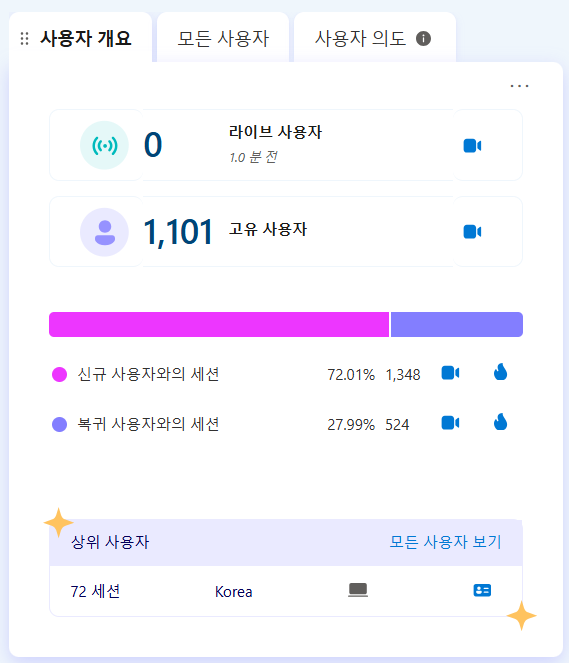 사용자 개요
모든 사용자
사용자 의도
0
라이브 사용자
1.0 분 전
1,101
고유 사용자
신규 사용자와의 세션 72.01% 1,348
복귀 사용자와의 세션 27.99% 524
상위 사용자 모든 사용자 보기
72 세션 Korea